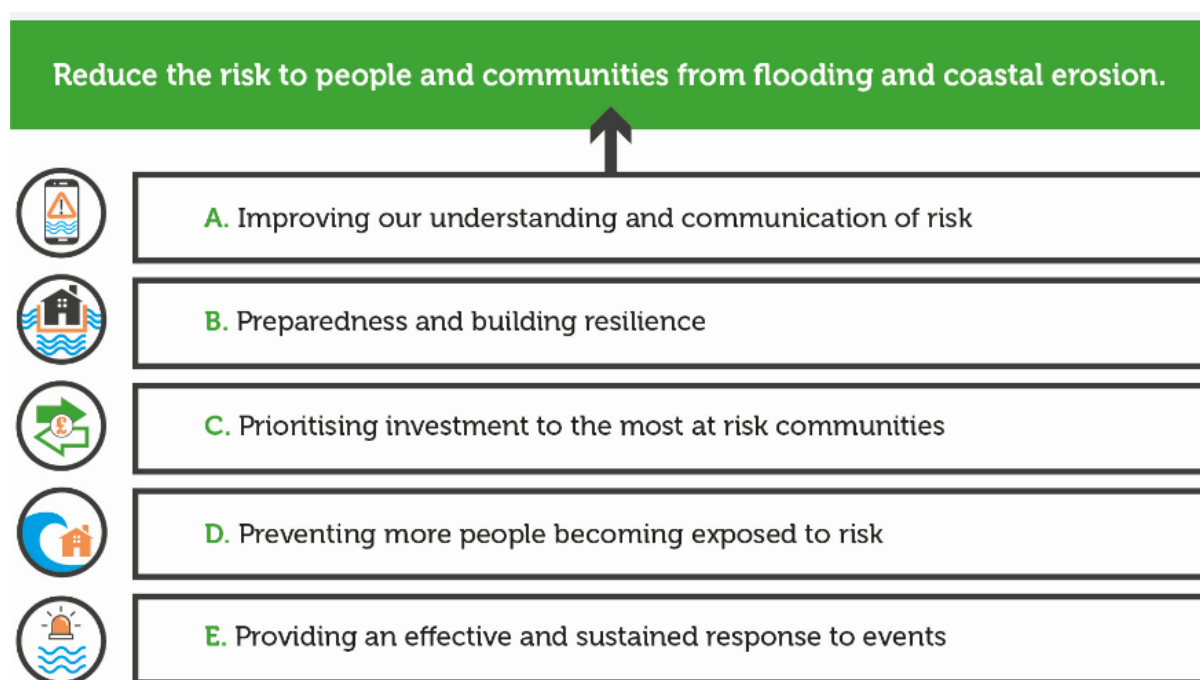 Reduce the risk to people and communities from flooding and coastal erosion.
A. Improving our understanding and communication of risk
B. Preparedness and building resilience
£
C. Prioritising investment to the most at risk communities
D. Preventing more people becoming exposed to risk
E. Providing an effective and sustained response to events